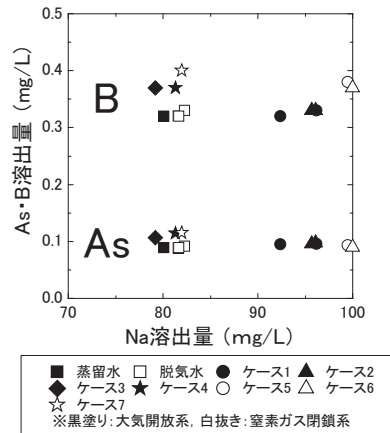 0.5
0.4
0.3
0.2
0.1
0.0
As･B溶出量 (mg/L)
B
As
70 80 90 100
Na溶出量 (mg/L)
■ 蒸留水 □ 脱気水 ● ケース1 ▲ ケース2
◆ ケース3 ★ ケース4 ○ ケース5 △ ケース6
☆ ケース7
※黒塗り:大気開放系, 白抜き:窒素ガス閉鎖系